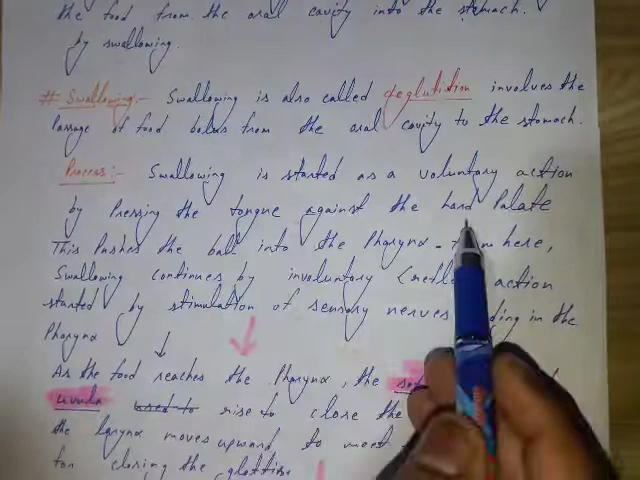 the food from the oral cavity into the stomach.
by swallowing.
# Swallowing:- Swallowing is also called deglutition involves the
Passage of food bolus from the oral cavity to the stomach.
Process:- Swallowing is started as a voluntary action
by Pressing the tongue against the hard Palate
This Pushes the ball into the Pharynx - here,
Swallowing continues by involuntary (refle action
started by stimulation of sensory nerves ding in the
Pharynx
As the food reaches the Pharynx, the
uvula used to rise to close the
the larynx moves upward to meet
for closing the glottis.